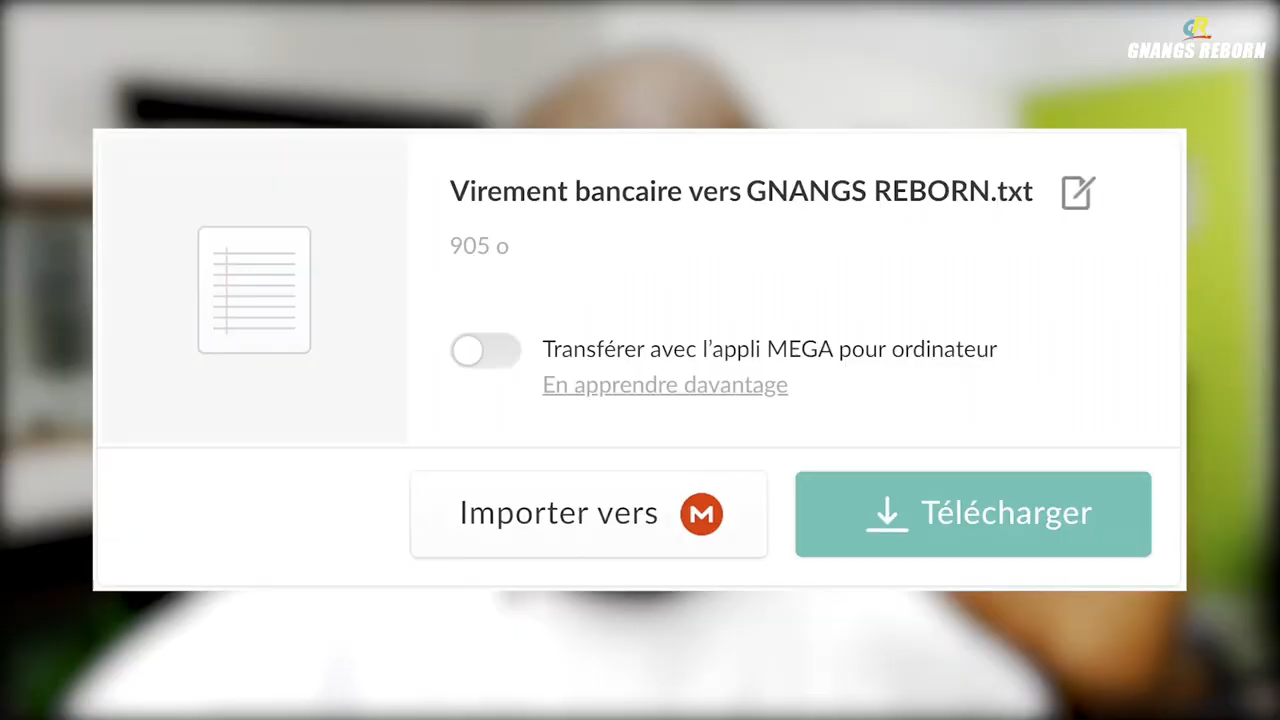 GR
GNANGS REBORN
Virement bancaire vers GNANGS REBORN.txt
905 o
Transférer avec l'appli MEGA pour ordinateur
En apprendre davantage
Importer vers M
Télécharger